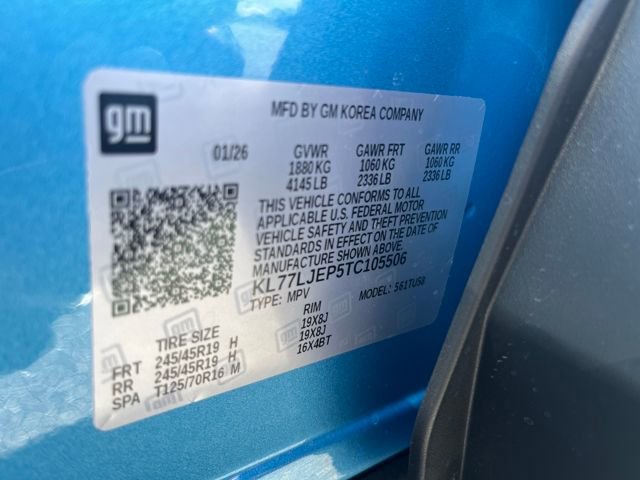 gm
MFD BY GM KOREA COMPANY
01/26 GVWR GAWR FRT GAWR RR
1880 KG 1060 KG 1060 KG
4145 LB 2336 LB 2336 LB
THIS VEHICLE CONFORMS TO ALL
APPLICABLE U.S. FEDERAL MOTOR
VEHICLE SAFETY AND THEFT PREVENTION
STANDARDS IN EFFECT ON THE DATE OF
MANUFACTURE SHOWN ABOVE.
KL77LJEP5TC105506
TYPE: MPV MODEL: 561TU58
TIRE SIZE RIM
FRT 245/45R19 H 19X8J
RR 245/45R19 H 19X8J
SPA T125/70R16 M 16X4BT